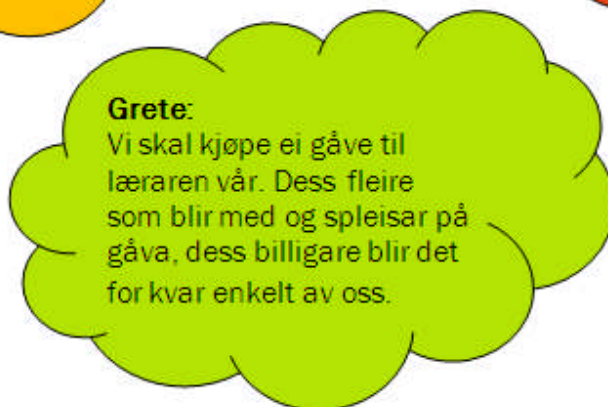 Grete:
Vi skal kjøpe ei gåve til
læraren vår. Dess fleire
som blir med og spleisar på
gåva, dess billigare blir det
for kvar enkelt av oss.